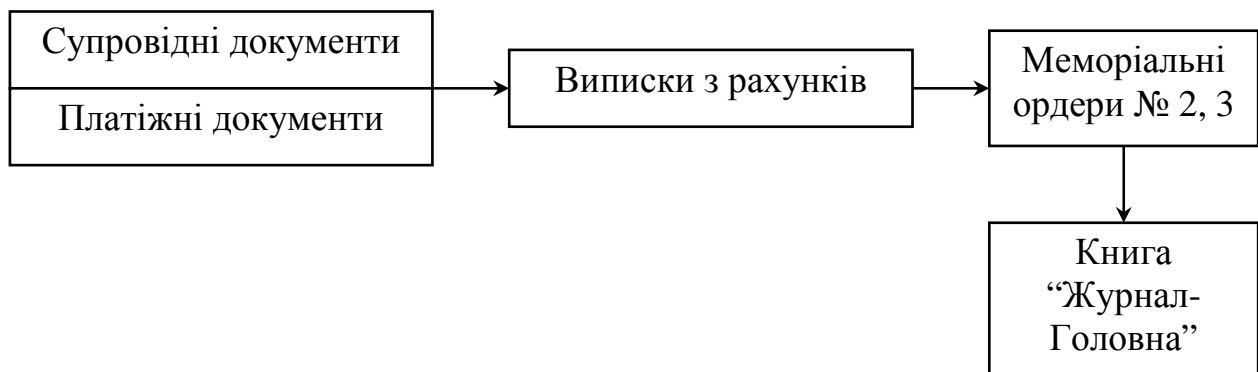 Супровідні документи
Платіжні документи
Виписки з рахунків
Меморіальні
ордери № 2, 3
Книга
“Журнал-
Головна”